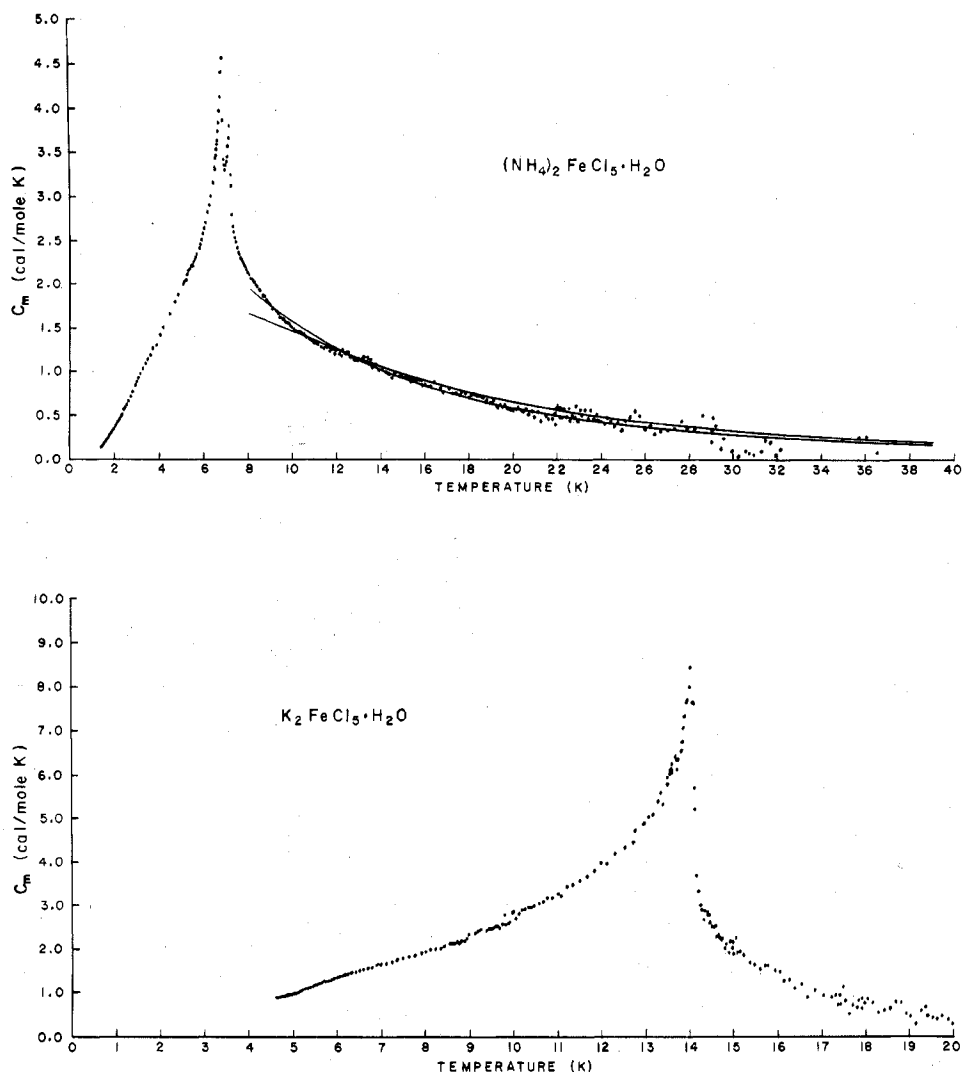 5.0
4.5
4.0
3.5
3.0
2.5
2.0
1.5
1.0
0.5
0.0
Cm (cal/mole K)
(NH4)2 FeCl5·H2O
0 2 4 6 8 10 12 14 16 18 20 22 24 26 28 30 32 34 36 38 40
TEMPERATURE (K)
10.0
9.0
8.0
7.0
6.0
5.0
4.0
3.0
2.0
1.0
0.0
Cm (cal/mole K)
K2 FeCl5·H2O
0 1 2 3 4 5 6 7 8 9 10 11 12 13 14 15 16 17 18 19 20
TEMPERATURE (K)